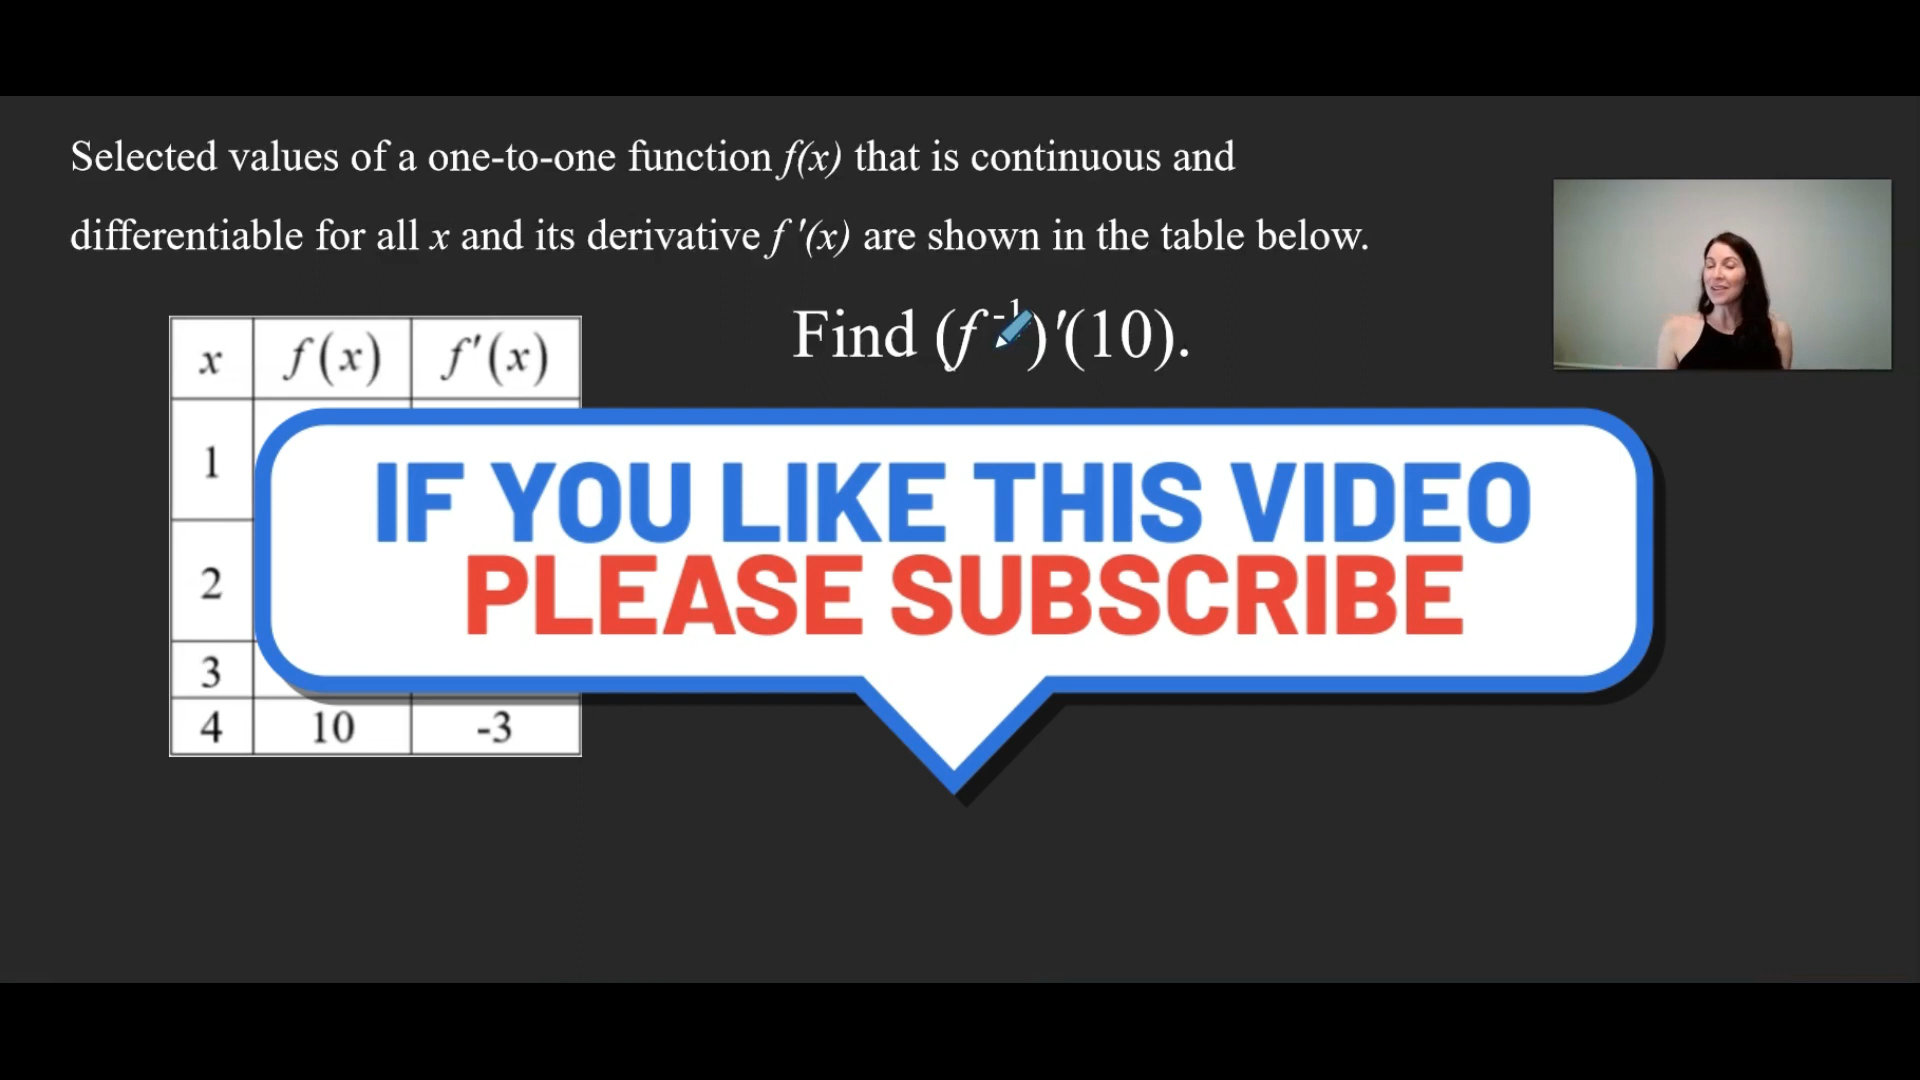 Selected values of a one-to-one function f(x) that is continuous and
differentiable for all x and its derivative f '(x) are shown in the table below.
Find (f⁻¹)'(10).
x f(x) f'(x)
1
2
3
4 10 -3
IF YOU LIKE THIS VIDEO
PLEASE SUBSCRIBE